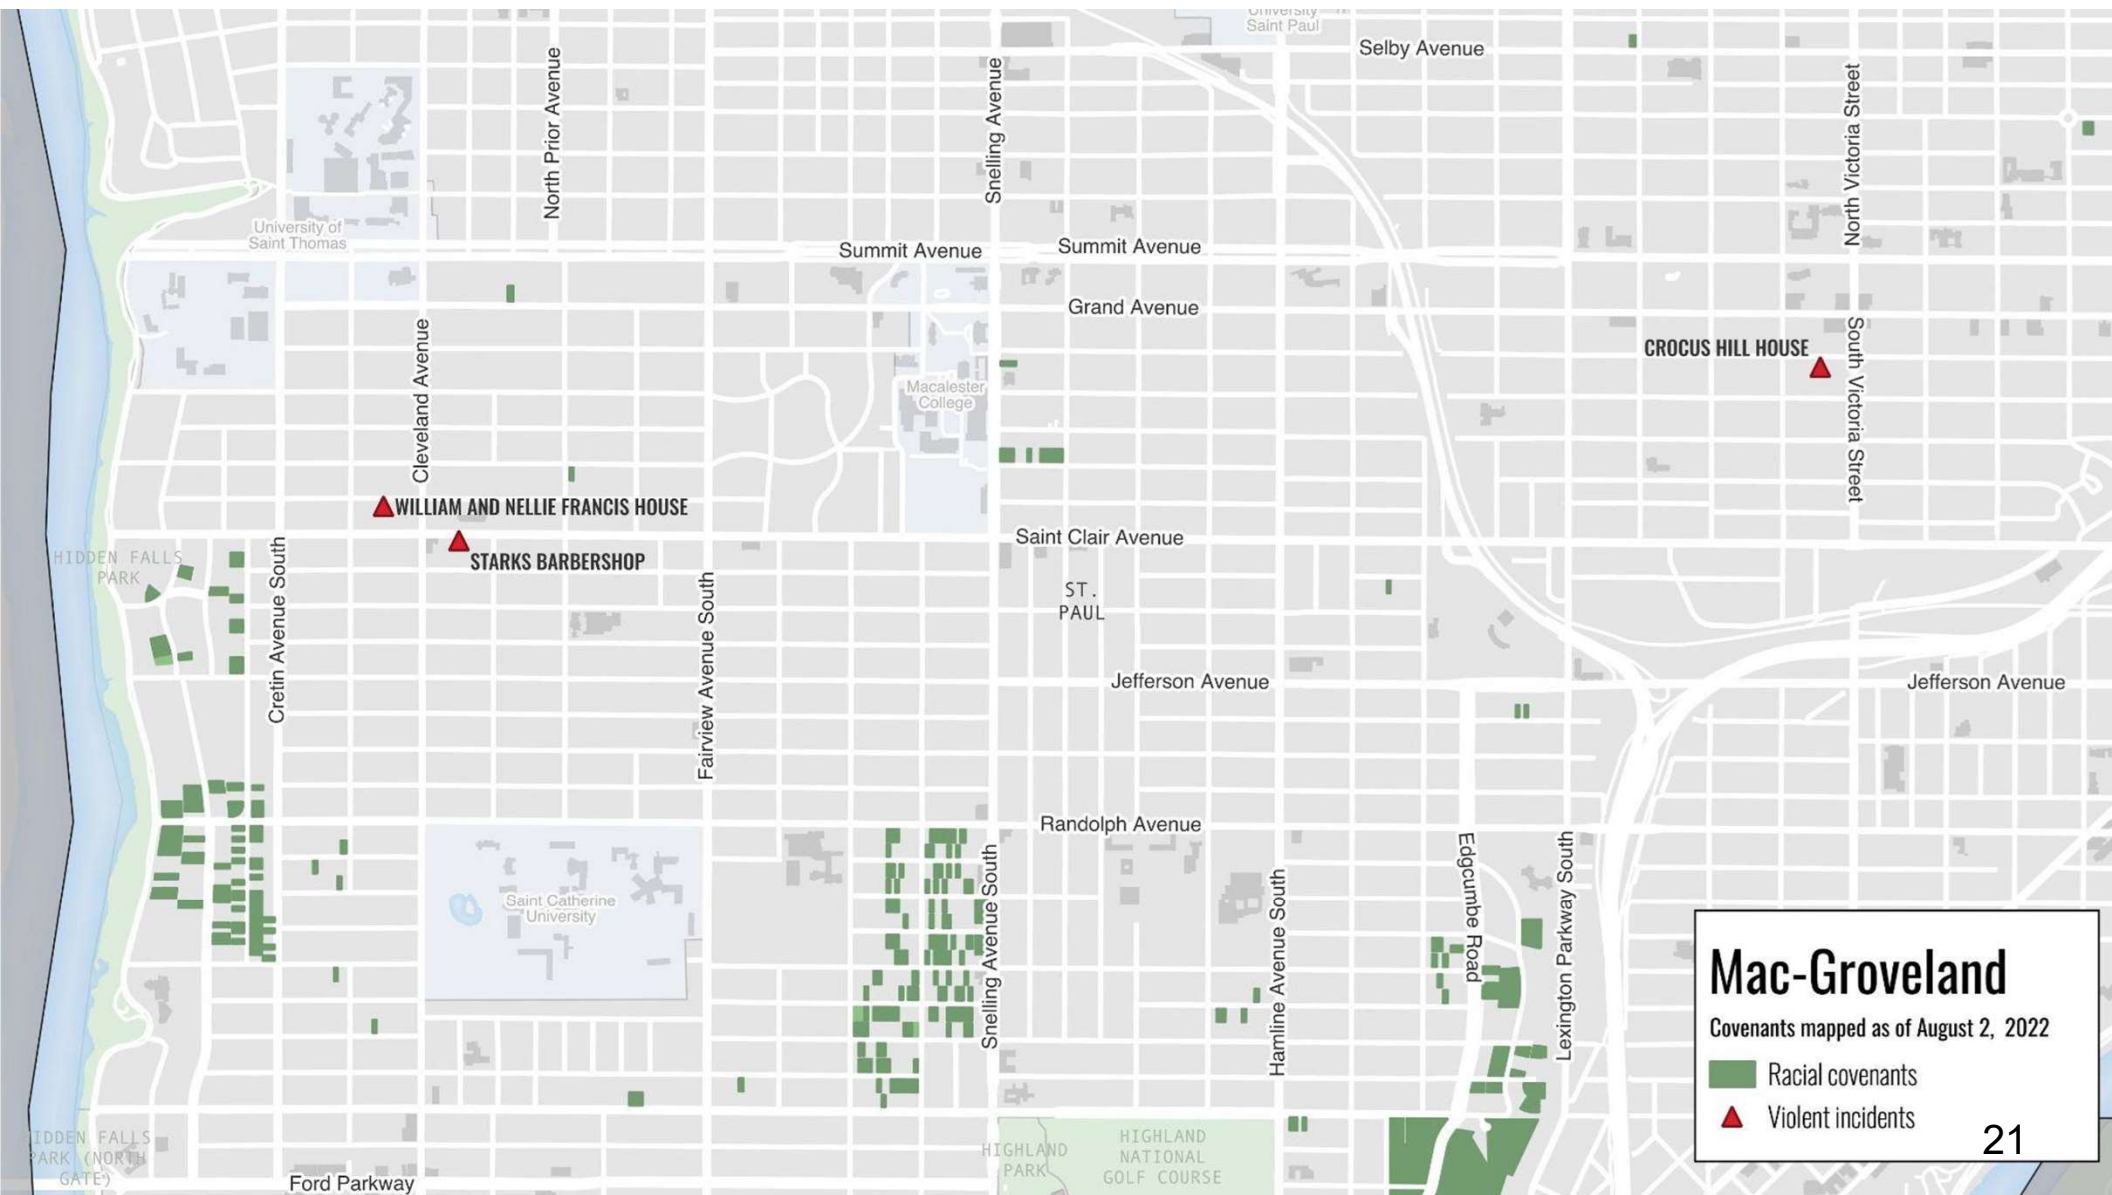 University
Saint Paul
Selby Avenue
North Prior Avenue
Snelling Avenue
North Victoria Street
University of
Saint Thomas
Summit Avenue
Summit Avenue
Grand Avenue
Cleveland Avenue
CROCUS HILL HOUSE
South Victoria Street
Macalester
College
WILLIAM AND NELLIE FRANCIS HOUSE
STARKS BARBERSHOP
Saint Clair Avenue
HIDDEN FALLS
PARK
Cretin Avenue South
Fairview Avenue South
ST.
PAUL
Jefferson Avenue
Jefferson Avenue
Randolph Avenue
Saint Catherine
University
Snelling Avenue South
Hamline Avenue South
Edgcumbe Road
Lexington Parkway South
Mac-Groveland
Covenants mapped as of August 2, 2022
Racial covenants
Violent incidents
21
HIDDEN FALLS
PARK (NORTH
GATE)
HIGHLAND
PARK
HIGHLAND
NATIONAL
GOLF COURSE
Ford Parkway